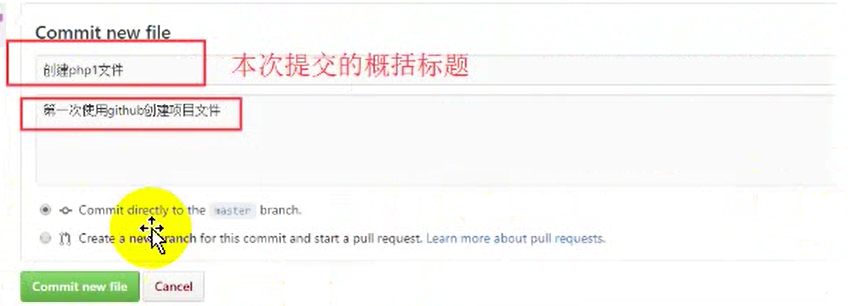 Commit new file
创建php1文件
本次提交的概括标题
第一次使用github创建项目文件
Commit directly to the master branch.
Create a new branch for this commit and start a pull request. Learn more about pull requests.
Commit new file
Cancel